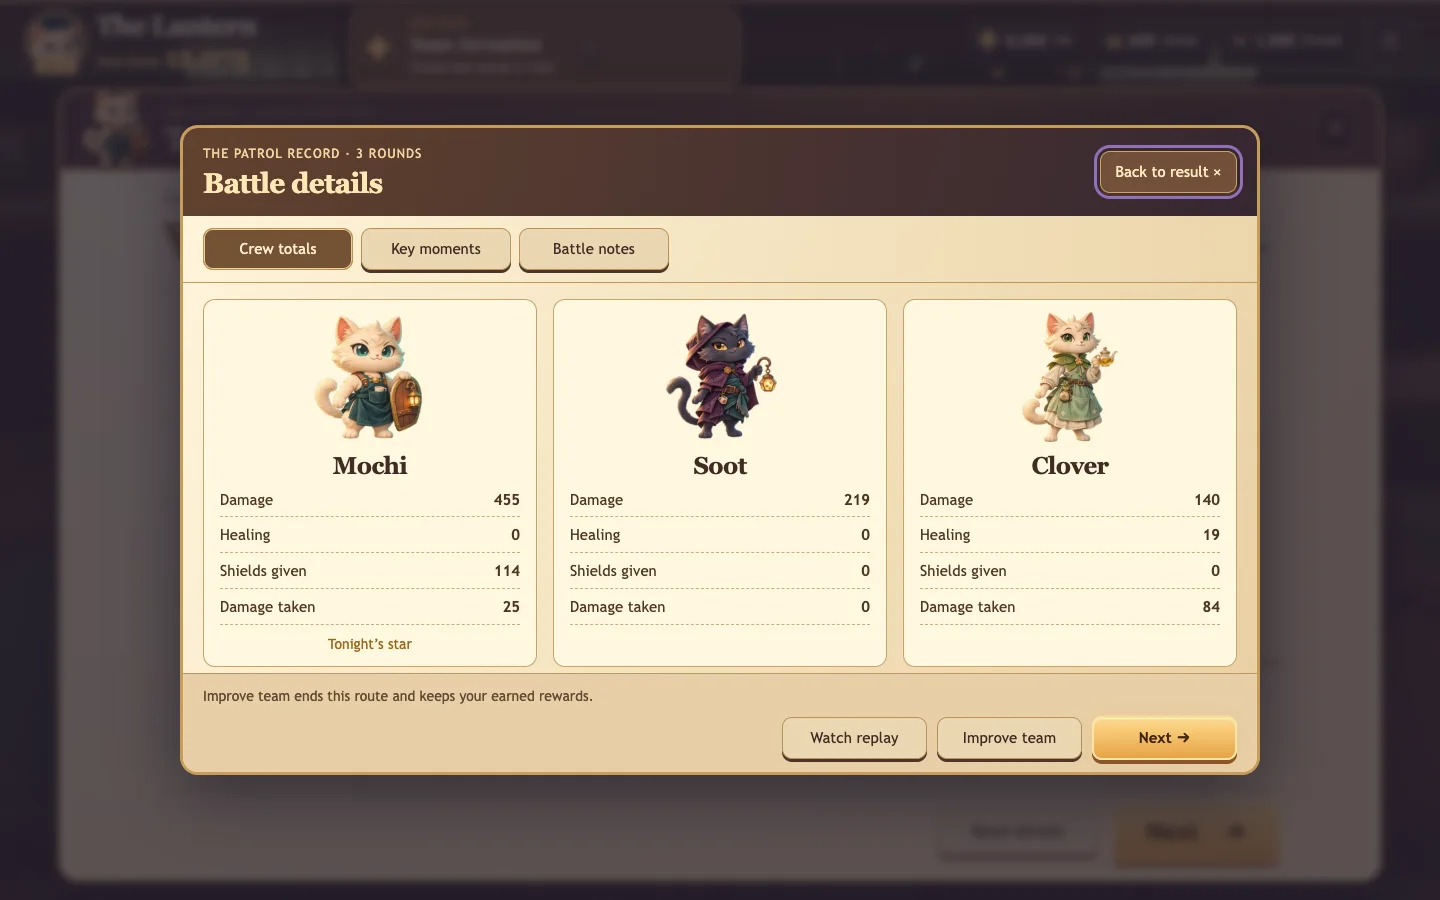 The Lantern
THE PATROL RECORD · 3 ROUNDS
Battle details
Back to result ×
Crew totals
Key moments
Battle notes
Mochi
Damage 455
Healing 0
Shields given 114
Damage taken 25
Tonight's star
Soot
Damage 219
Healing 0
Shields given 0
Damage taken 0
Clover
Damage 140
Healing 19
Shields given 0
Damage taken 84
Improve team ends this route and keeps your earned rewards.
Watch replay
Improve team
Next →
Next →